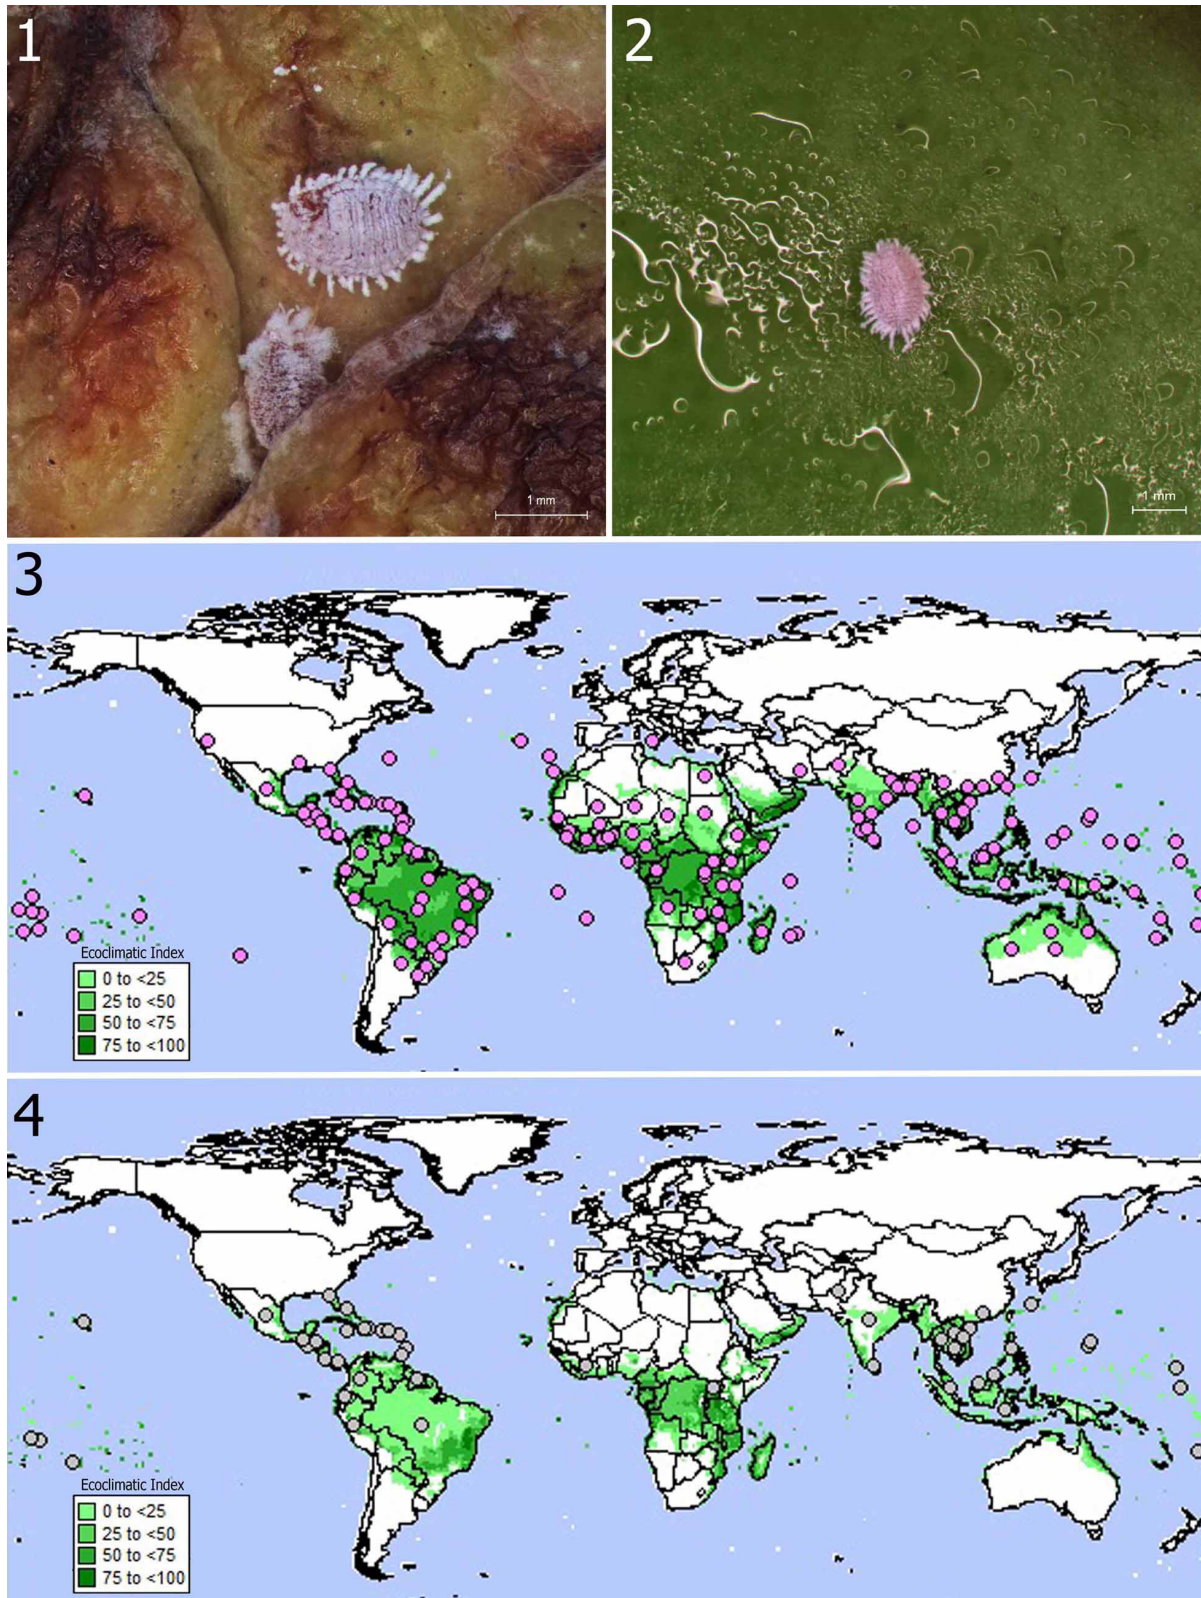 1
1 mm
2
1 mm
3
Ecoclimatic Index
0 to <25
25 to <50
50 to <75
75 to <100
4
Ecoclimatic Index
0 to <25
25 to <50
50 to <75
75 to <100